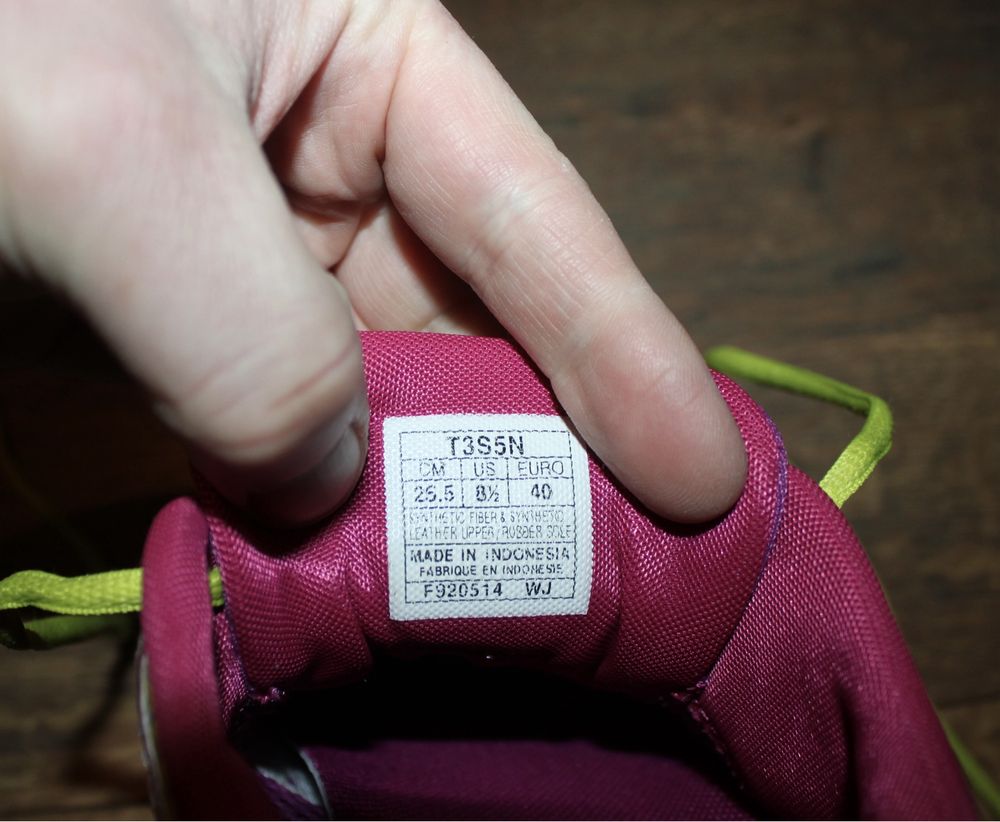 T3S5N
CM US EURO
25.5 8½ 40
SYNTHETIC FIBER & SYNTHETIC
LEATHER UPPER / RUBBER SOLE
MADE IN INDONESIA
FABRIQUE EN INDONESIE
F920514 WJ